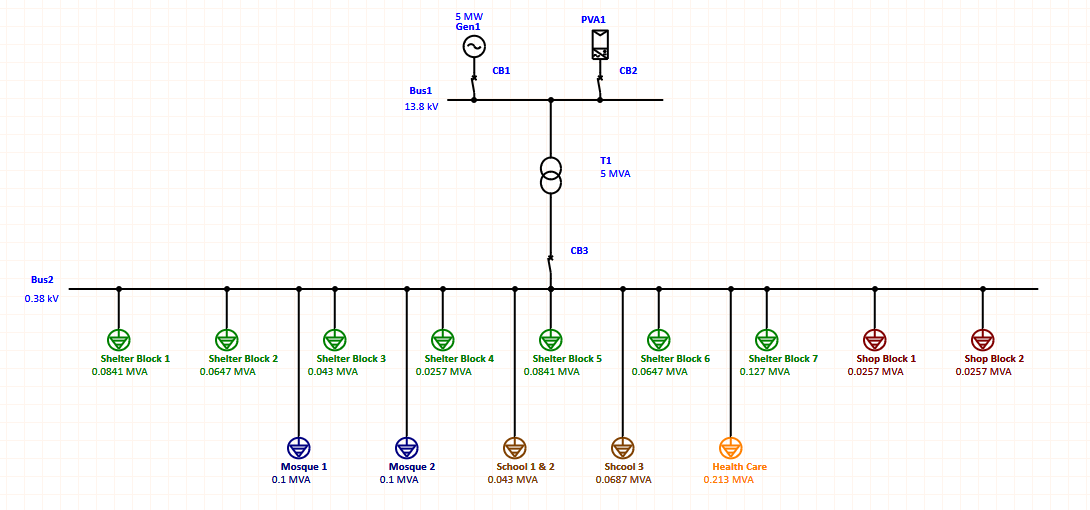 5 MW
Gen1
PVA1
CB1
CB2
Bus1
13.8 kV
T1
5 MVA
CB3
Bus2
0.38 kV
Shelter Block 1
0.0841 MVA
Shelter Block 2
0.0647 MVA
Shelter Block 3
0.043 MVA
Shelter Block 4
0.0257 MVA
Shelter Block 5
0.0841 MVA
Shelter Block 6
0.0647 MVA
Shelter Block 7
0.127 MVA
Shop Block 1
0.0257 MVA
Shop Block 2
0.0257 MVA
Mosque 1
0.1 MVA
Mosque 2
0.1 MVA
School 1 & 2
0.043 MVA
Shcool 3
0.0687 MVA
Health Care
0.213 MVA